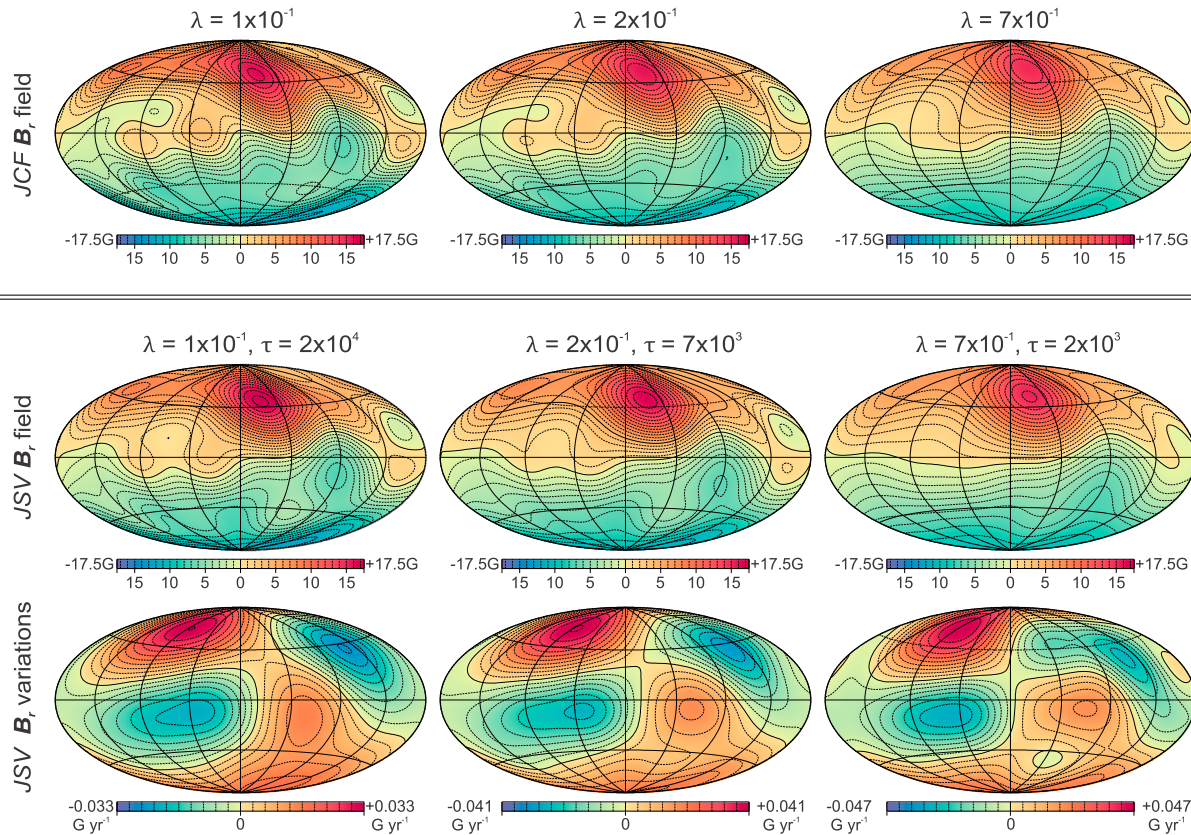 λ = 1x10⁻¹ λ = 2x10⁻¹ λ = 7x10⁻¹
JCF Bᵣ field
-17.5G +17.5G -17.5G +17.5G -17.5G +17.5G
15 10 5 0 5 10 15 15 10 5 0 5 10 15 15 10 5 0 5 10 15
λ = 1x10⁻¹, τ = 2x10⁴ λ = 2x10⁻¹, τ = 7x10³ λ = 7x10⁻¹, τ = 2x10³
JSV Bᵣ field
-17.5G +17.5G -17.5G +17.5G -17.5G +17.5G
15 10 5 0 5 10 15 15 10 5 0 5 10 15 15 10 5 0 5 10 15
JSV Bᵣ variations
-0.033 +0.033 -0.041 +0.041 -0.047 +0.047
G yr⁻¹ 0 G yr⁻¹ G yr⁻¹ 0 G yr⁻¹ G yr⁻¹ 0 G yr⁻¹